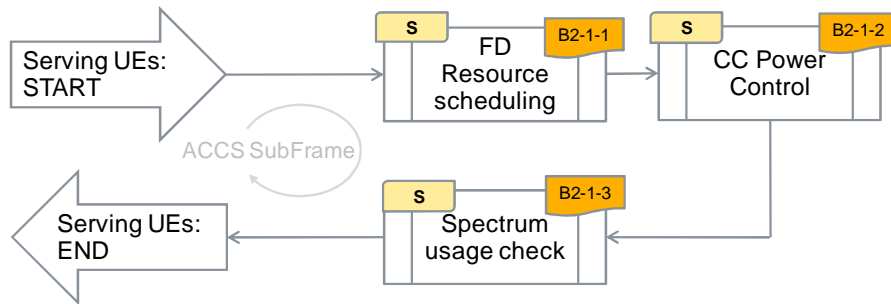 Serving UEs:
START
S
B2-1-1
FD
Resource
scheduling
S
B2-1-2
CC Power
Control
ACCS SubFrame
S
B2-1-3
Spectrum
usage check
Serving UEs:
END